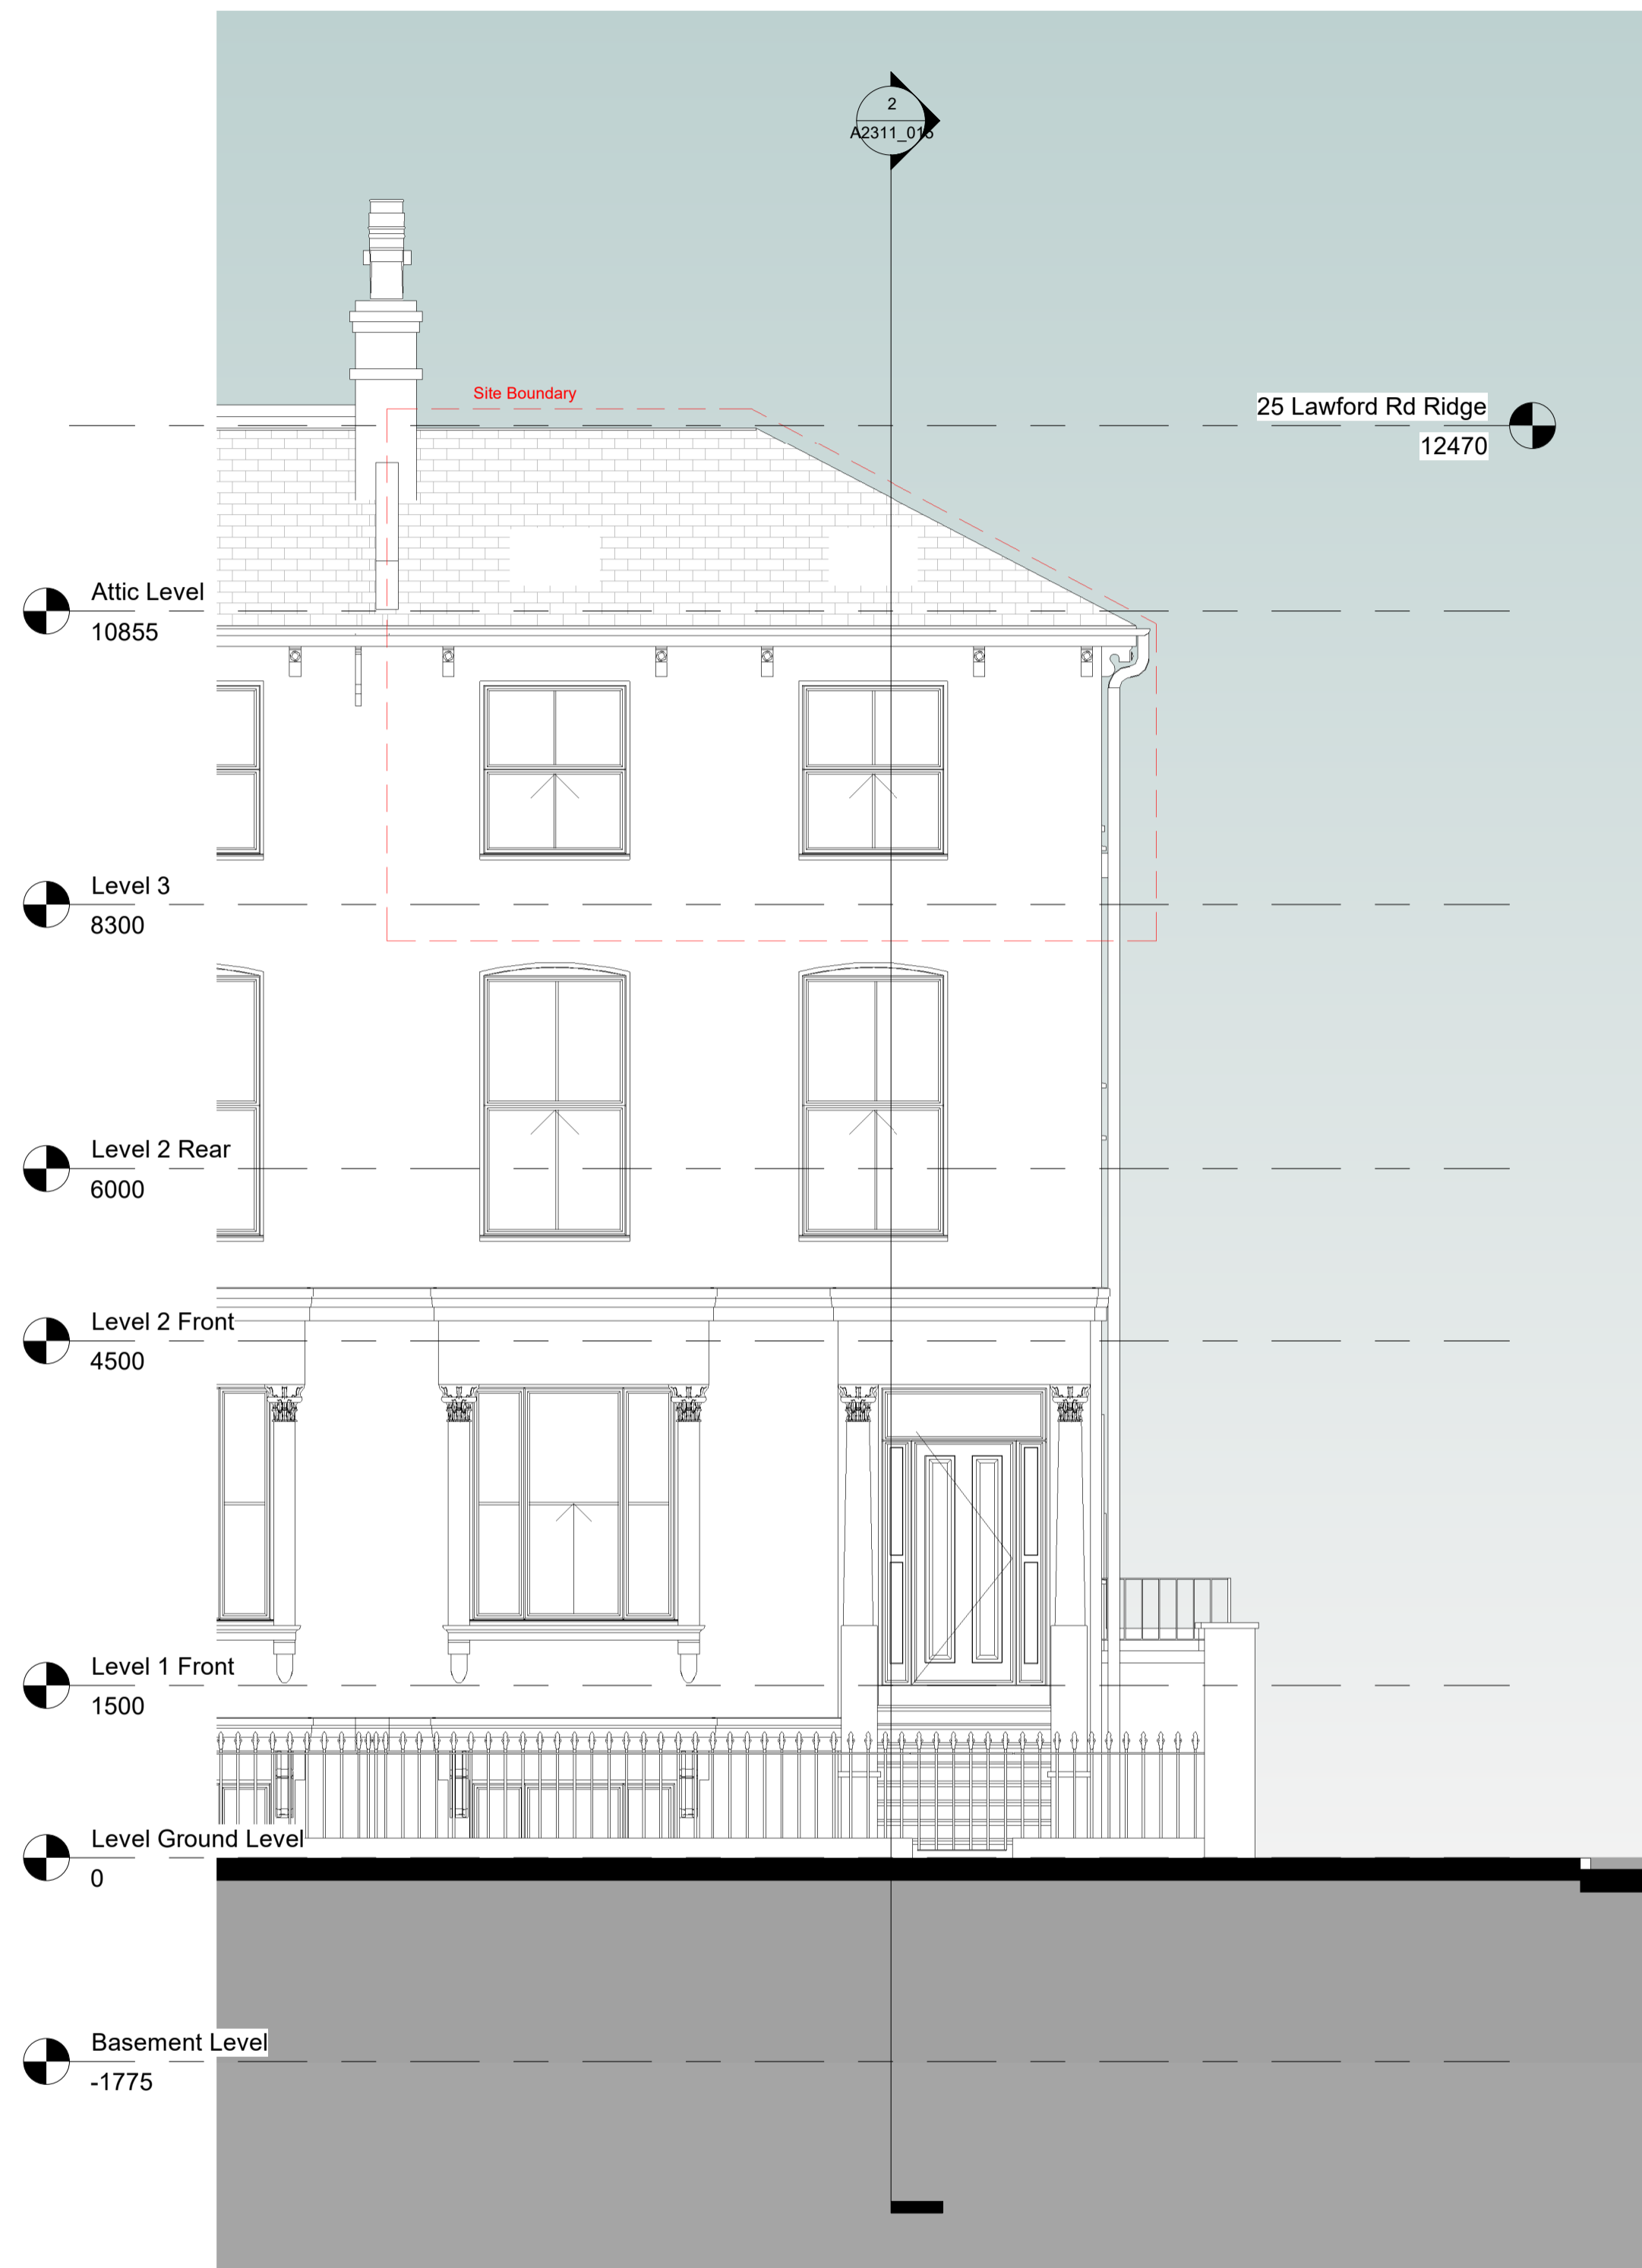 2
A2311_015
Site Boundary
25 Lawford Rd Ridge
12470
Attic Level
10855
Level 3
8300
Level 2 Rear
6000
Level 2 Front
4500
Level 1 Front
1500
Level Ground Level
0
Basement Level
-1775